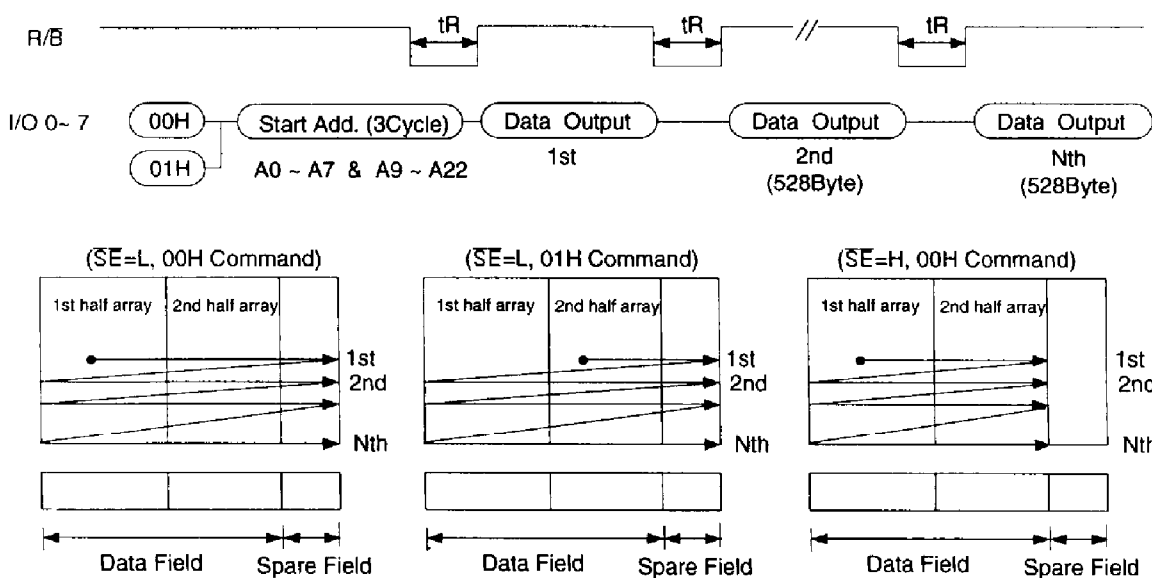 R/B̅ tR tR // tR
I/O 0~ 7 00H Start Add. (3Cycle) Data Output Data Output Data Output
01H A0 ~ A7 & A9 ~ A22 1st 2nd Nth
(528Byte) (528Byte)
(S̅E̅=L, 00H Command) (S̅E̅=L, 01H Command) (S̅E̅=H, 00H Command)
1st half array 2nd half array 1st half array 2nd half array 1st half array 2nd half array
1st 1st 1st
2nd 2nd 2nd
Nth Nth Nth
Data Field Spare Field Data Field Spare Field Data Field Spare Field